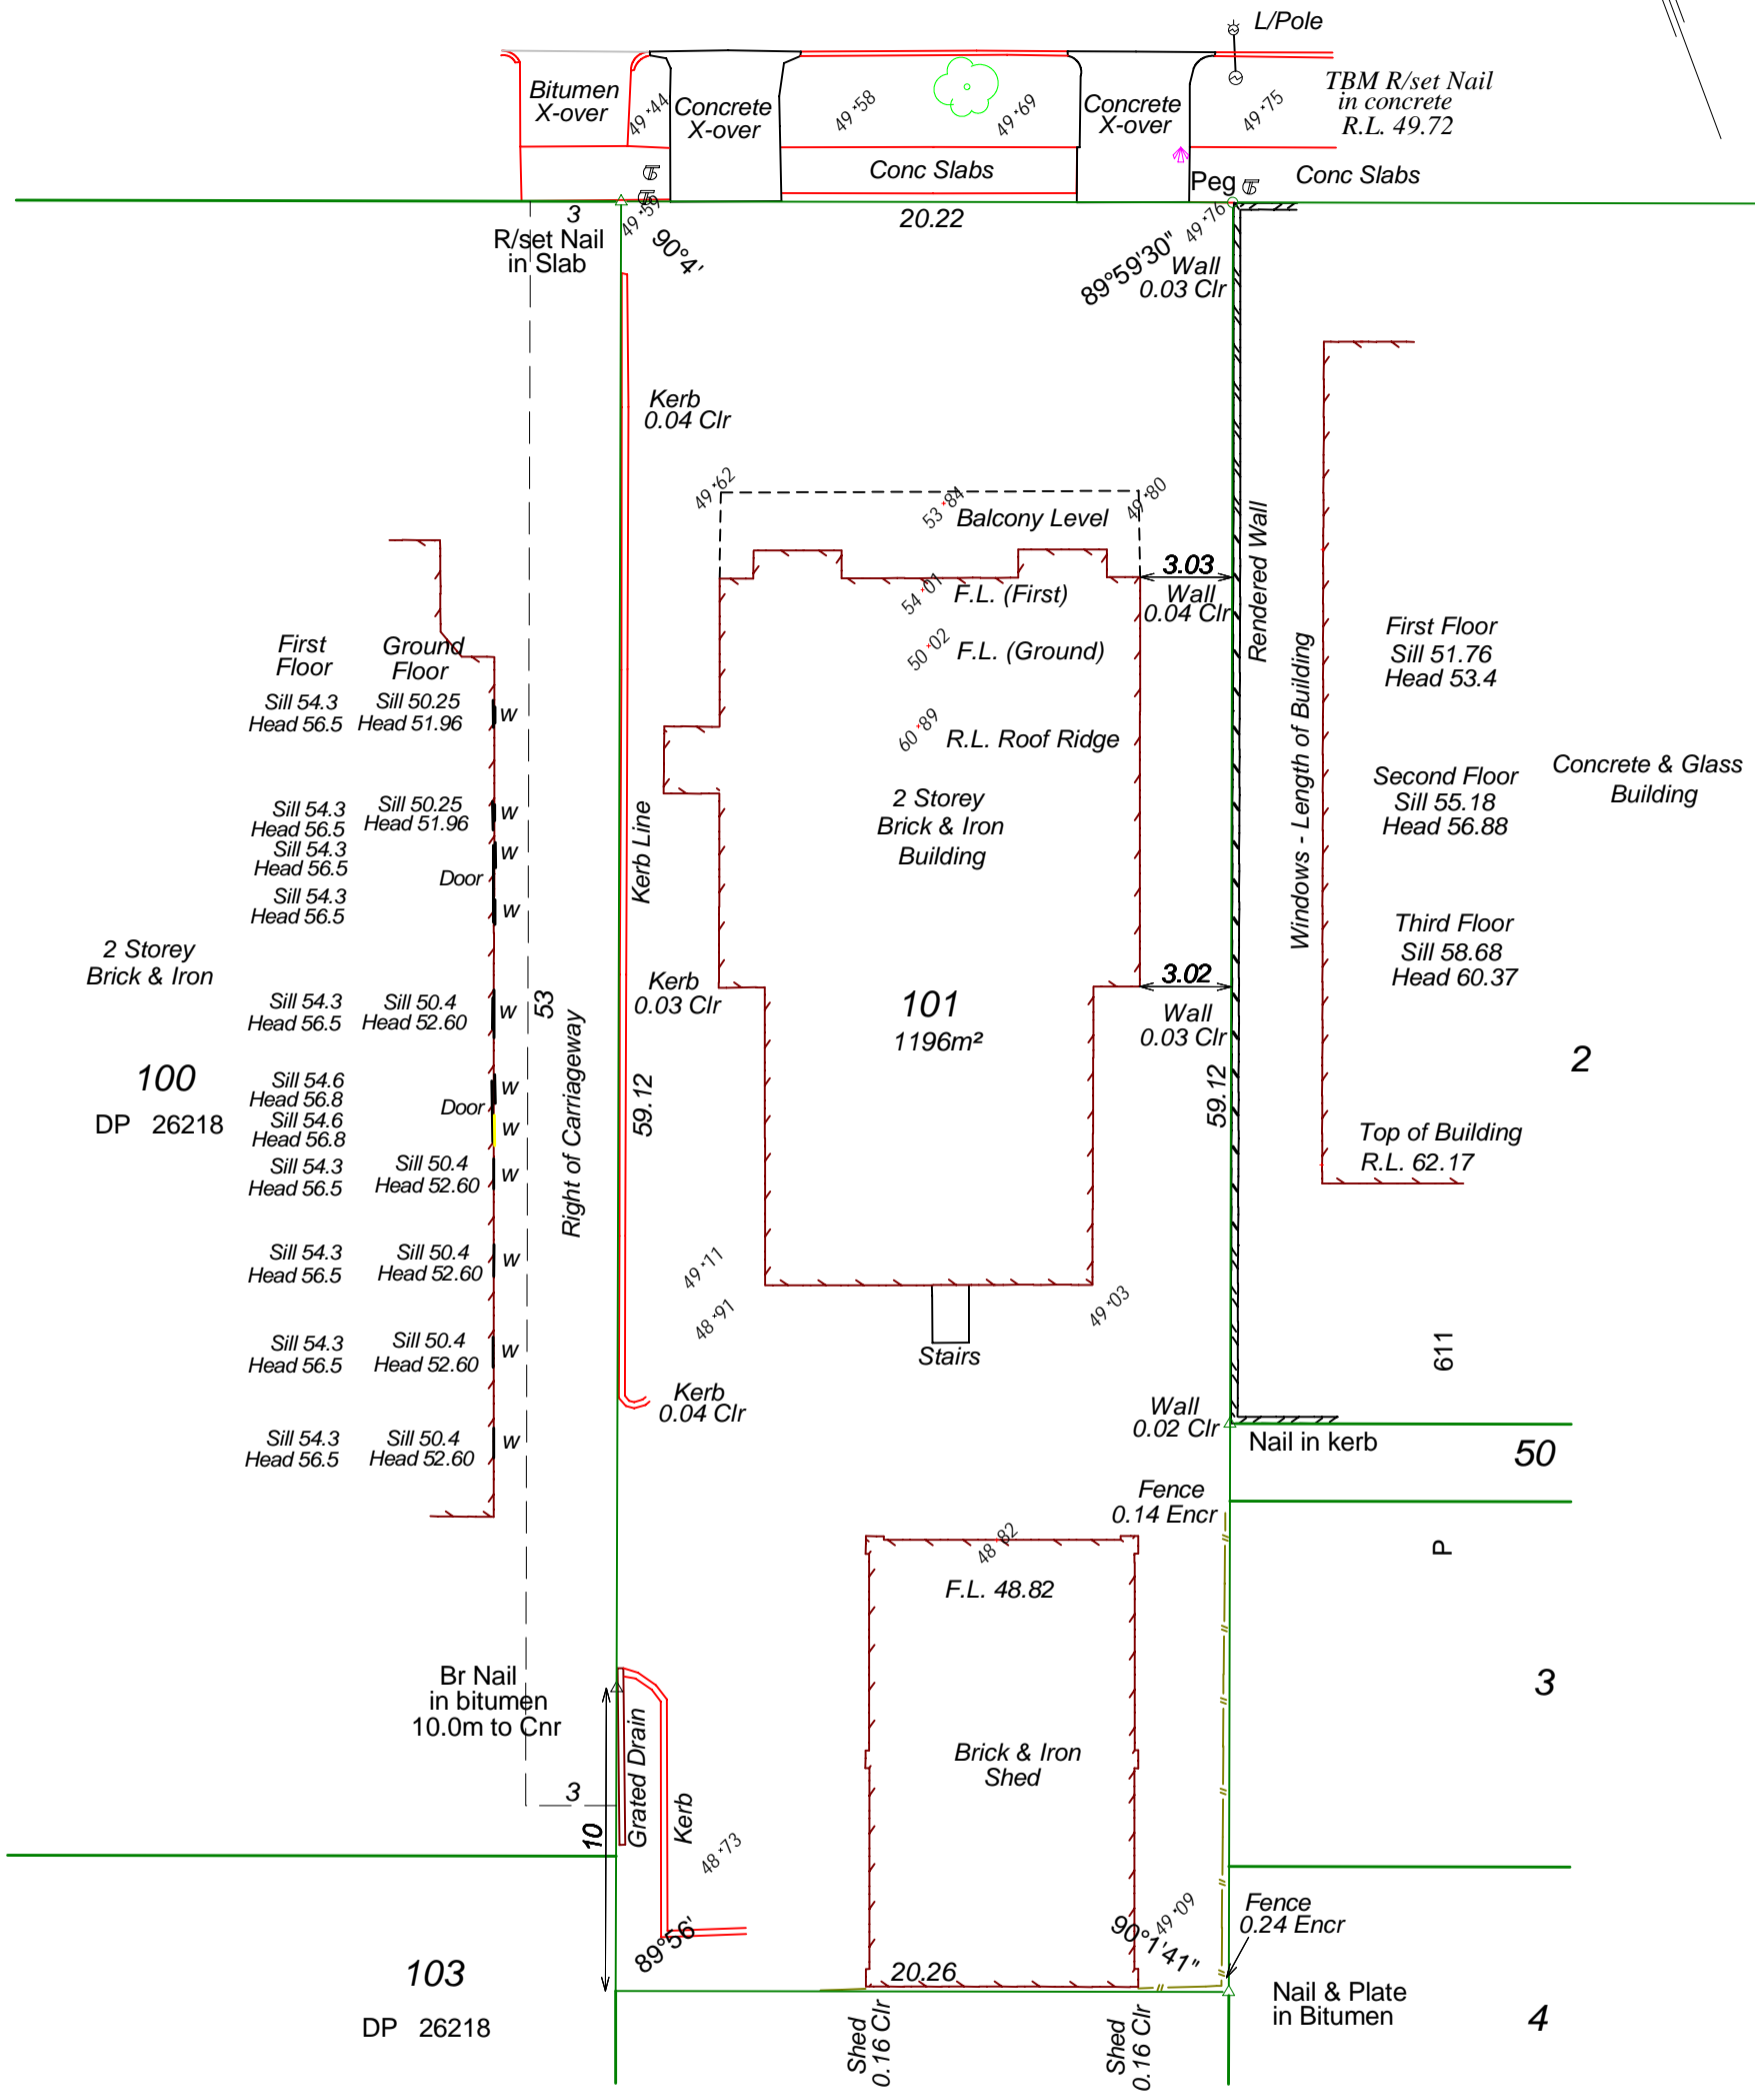 L/Pole
TBM R/set Nail
in concrete
R.L. 49.72
Bitumen
X-over
49·44
Concrete
X-over
49·58
49·69
Concrete
X-over
49·75
Conc Slabs
Peg
Conc Slabs
3
R/set Nail
in Slab
49·59
90°4'
20.22
49·76
89°59'30"
Wall
0.03 Clr
Kerb
0.04 Clr
49·62
53·84
49·80
Balcony Level
3.03
Wall
0.04 Clr
Rendered Wall
54·01
F.L. (First)
50·02
F.L. (Ground)
60·89
R.L. Roof Ridge
2 Storey
Brick & Iron
Building
Kerb Line
Windows - Length of Building
First Floor
Sill 51.76
Head 53.4
Second Floor
Sill 55.18
Head 56.88
Third Floor
Sill 58.68
Head 60.37
Concrete & Glass
Building
2
Top of Building
R.L. 62.17
First
Floor
Ground
Floor
Sill 54.3
Head 56.5
Sill 50.25
Head 51.96
W
Sill 54.3
Head 56.5
Sill 50.25
Head 51.96
W
Sill 54.3
Head 56.5
W
Door
Sill 54.3
Head 56.5
W
2 Storey
Brick & Iron
Sill 54.3
Head 56.5
Sill 50.4
Head 52.60
W
53
Right of Carriageway
Kerb
0.03 Clr
101
1196m²
3.02
Wall
0.03 Clr
59.12
59.12
100
DP 26218
Sill 54.6
Head 56.8
W
Door
Sill 54.6
Head 56.8
W
Sill 54.3
Head 56.5
Sill 50.4
Head 52.60
W
Sill 54.3
Head 56.5
Sill 50.4
Head 52.60
W
Sill 54.3
Head 56.5
Sill 50.4
Head 52.60
W
Sill 54.3
Head 56.5
Sill 50.4
Head 52.60
W
49·11
48·91
49·03
Stairs
Kerb
0.04 Clr
Wall
0.02 Clr
Nail in kerb
611
50
Fence
0.14 Encr
P
48·82
F.L. 48.82
3
Br Nail
in bitumen
10.0m to Cnr
Grated Drain
Kerb
3
10
48·73
Brick & Iron
Shed
89°56'
20.26
49·09
90°1'41"
Fence
0.24 Encr
Nail & Plate
in Bitumen
4
103
DP 26218
Shed
0.16 Clr
Shed
0.16 Clr